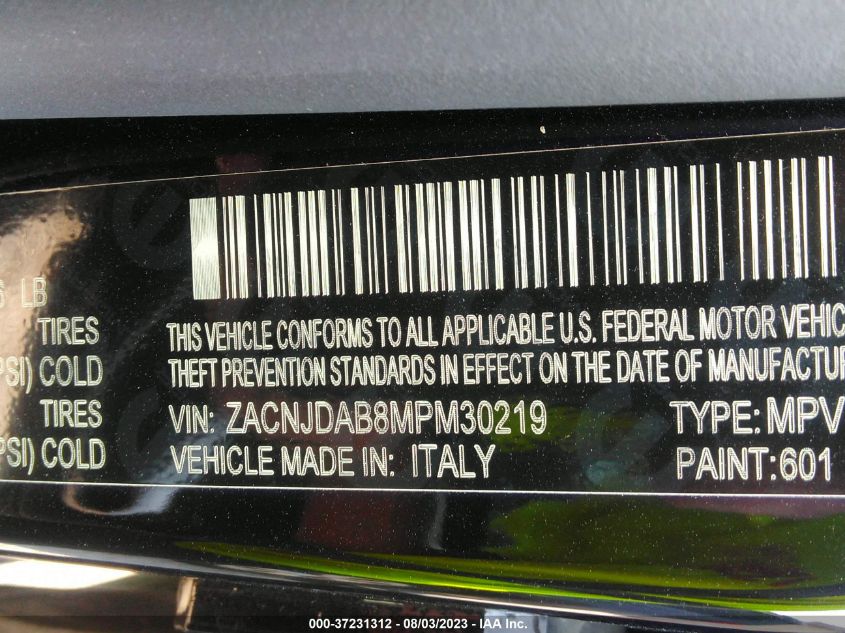 LB
TIRES
PSI) COLD
TIRES
PSI) COLD
THIS VEHICLE CONFORMS TO ALL APPLICABLE U.S. FEDERAL MOTOR VEHIC
THEFT PREVENTION STANDARDS IN EFFECT ON THE DATE OF MANUFACTUR
VIN: ZACNJDAB8MPM30219 TYPE: MPV
VEHICLE MADE IN: ITALY PAINT: 601
000-37231312 - 08/03/2023 - IAA Inc.